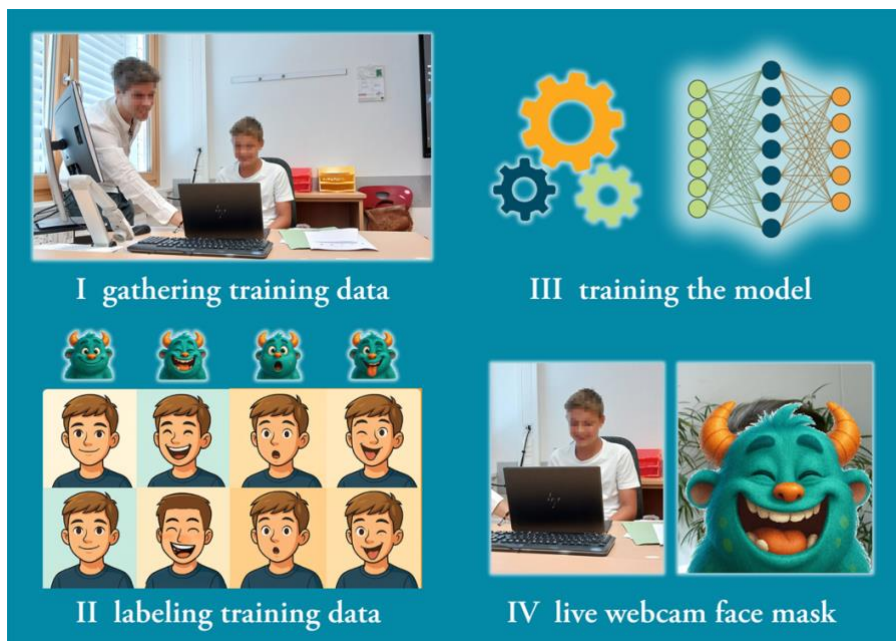 I gathering training data
II labeling training data
III training the model
IV live webcam face mask